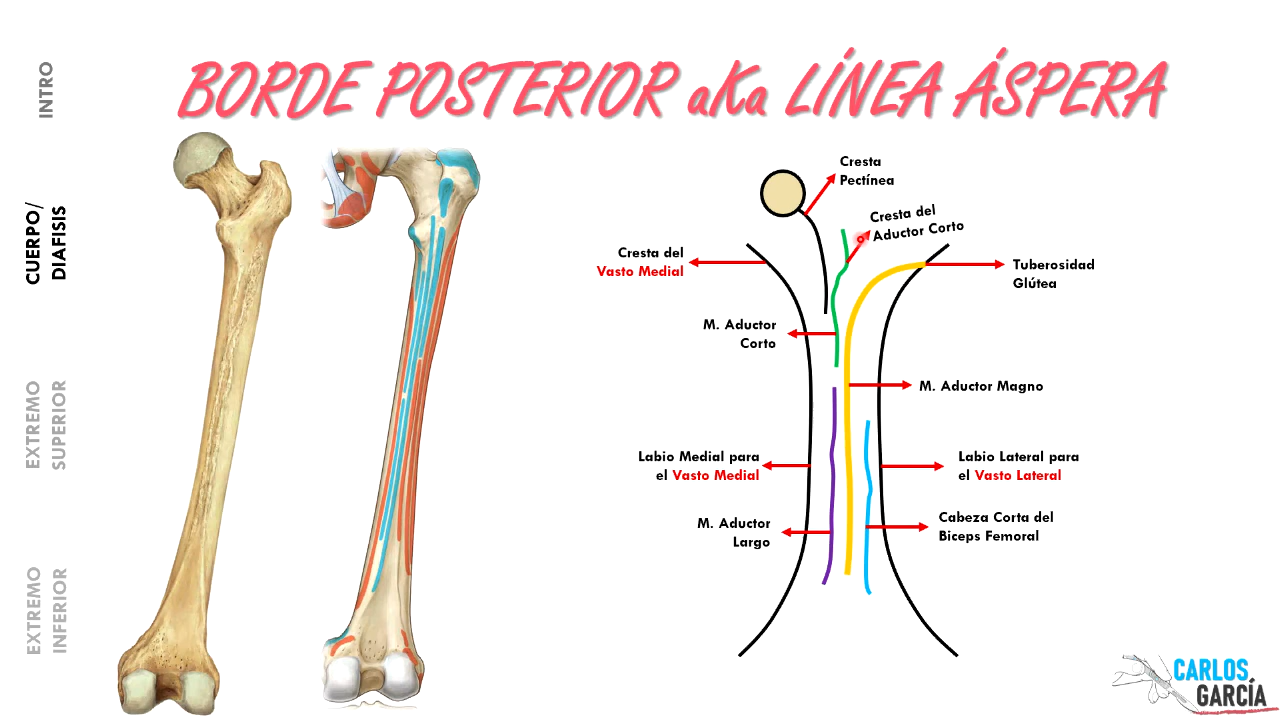 BORDE POSTERIOR aKa LÍNEA ÁSPERA
INTRO
CUERPO/
DIAFISIS
EXTREMO
SUPERIOR
EXTREMO
INFERIOR
Cresta
Pectínea
Cresta del
Aductor Corto
Cresta del
Vasto Medial
Tuberosidad
Glútea
M. Aductor
Corto
M. Aductor Magno
Labio Medial para
el Vasto Medial
Labio Lateral para
el Vasto Lateral
M. Aductor
Largo
Cabeza Corta del
Biceps Femoral
CARLOS
GARCÍA